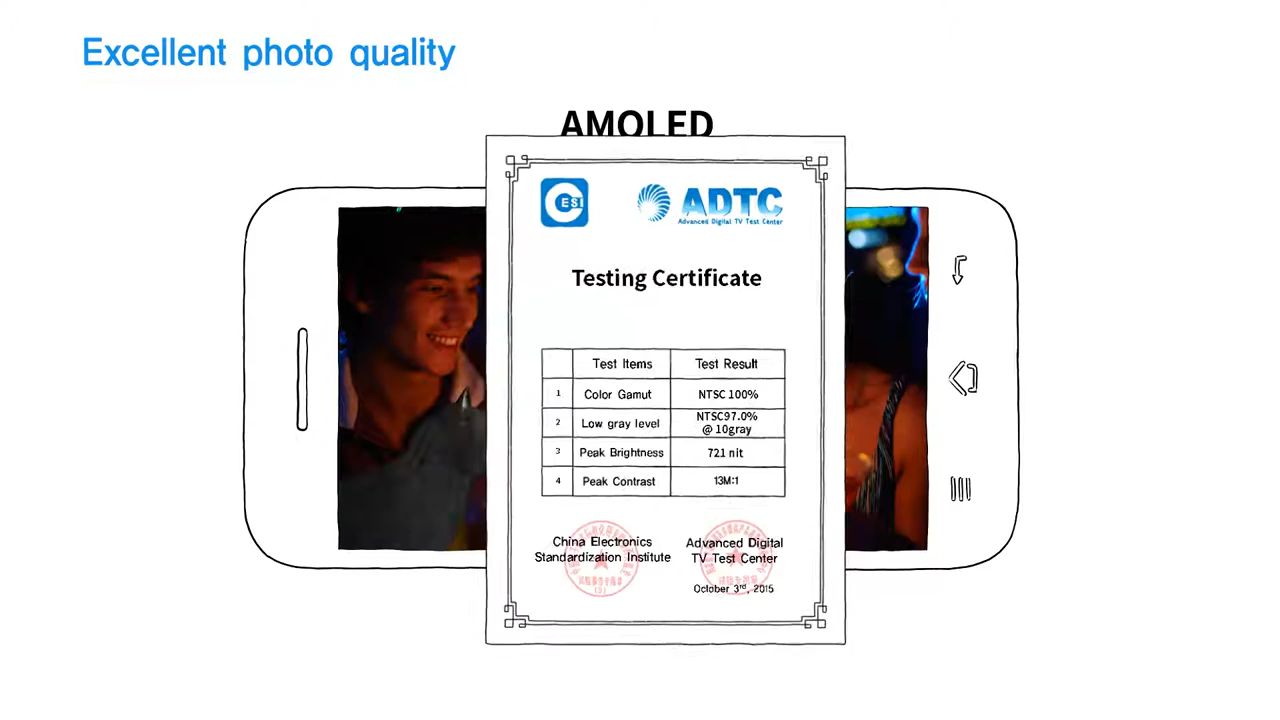 Excellent photo quality
AMOLED
CESI
ADTC
Advanced Digital TV Test Center
Testing Certificate
Test Items Test Result
1 Color Gamut NTSC 100%
2 Low gray level NTSC97.0%
@ 10gray
3 Peak Brightness 721 nit
4 Peak Contrast 13M:1
China Electronics
Standardization Institute
Advanced Digital
TV Test Center
October 3rd, 2015